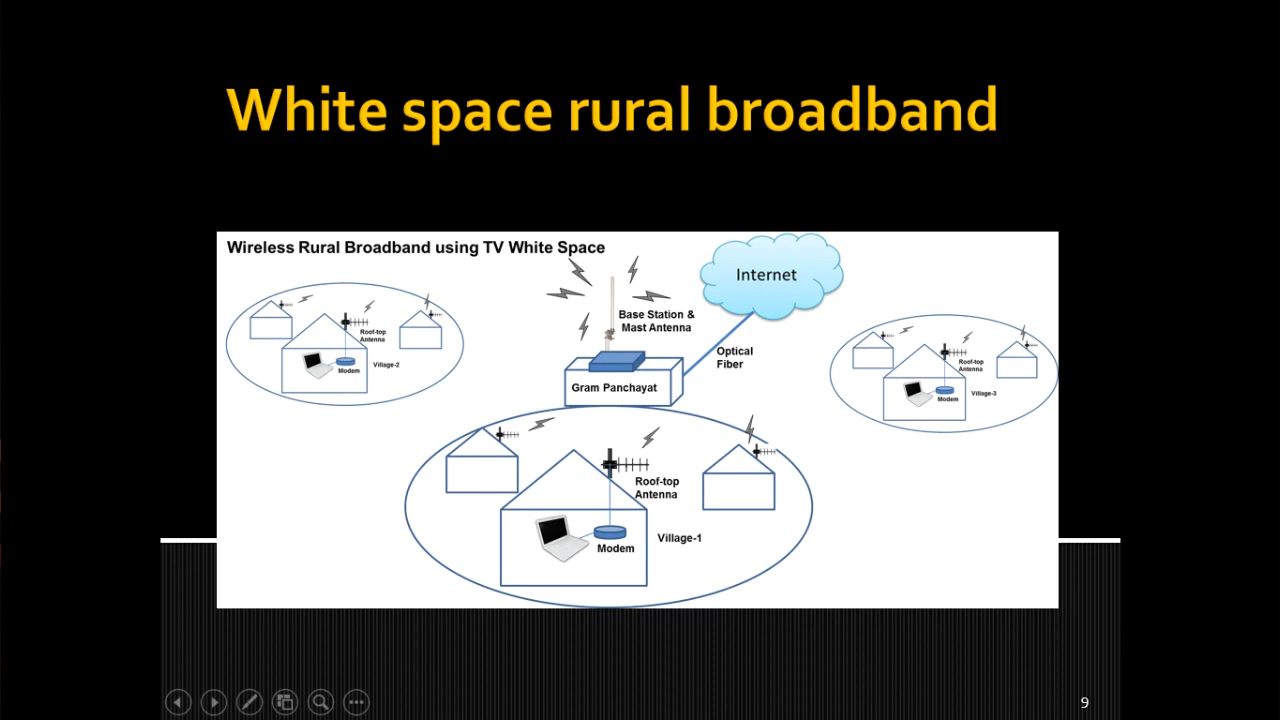 White space rural broadband
Wireless Rural Broadband using TV White Space
Internet
Base Station &
Mast Antenna
Optical
Fiber
Gram Panchayat
Roof-top
Antenna
Modem
Village-2
Roof-top
Antenna
Modem
Village-3
Roof-top
Antenna
Modem
Village-1
9